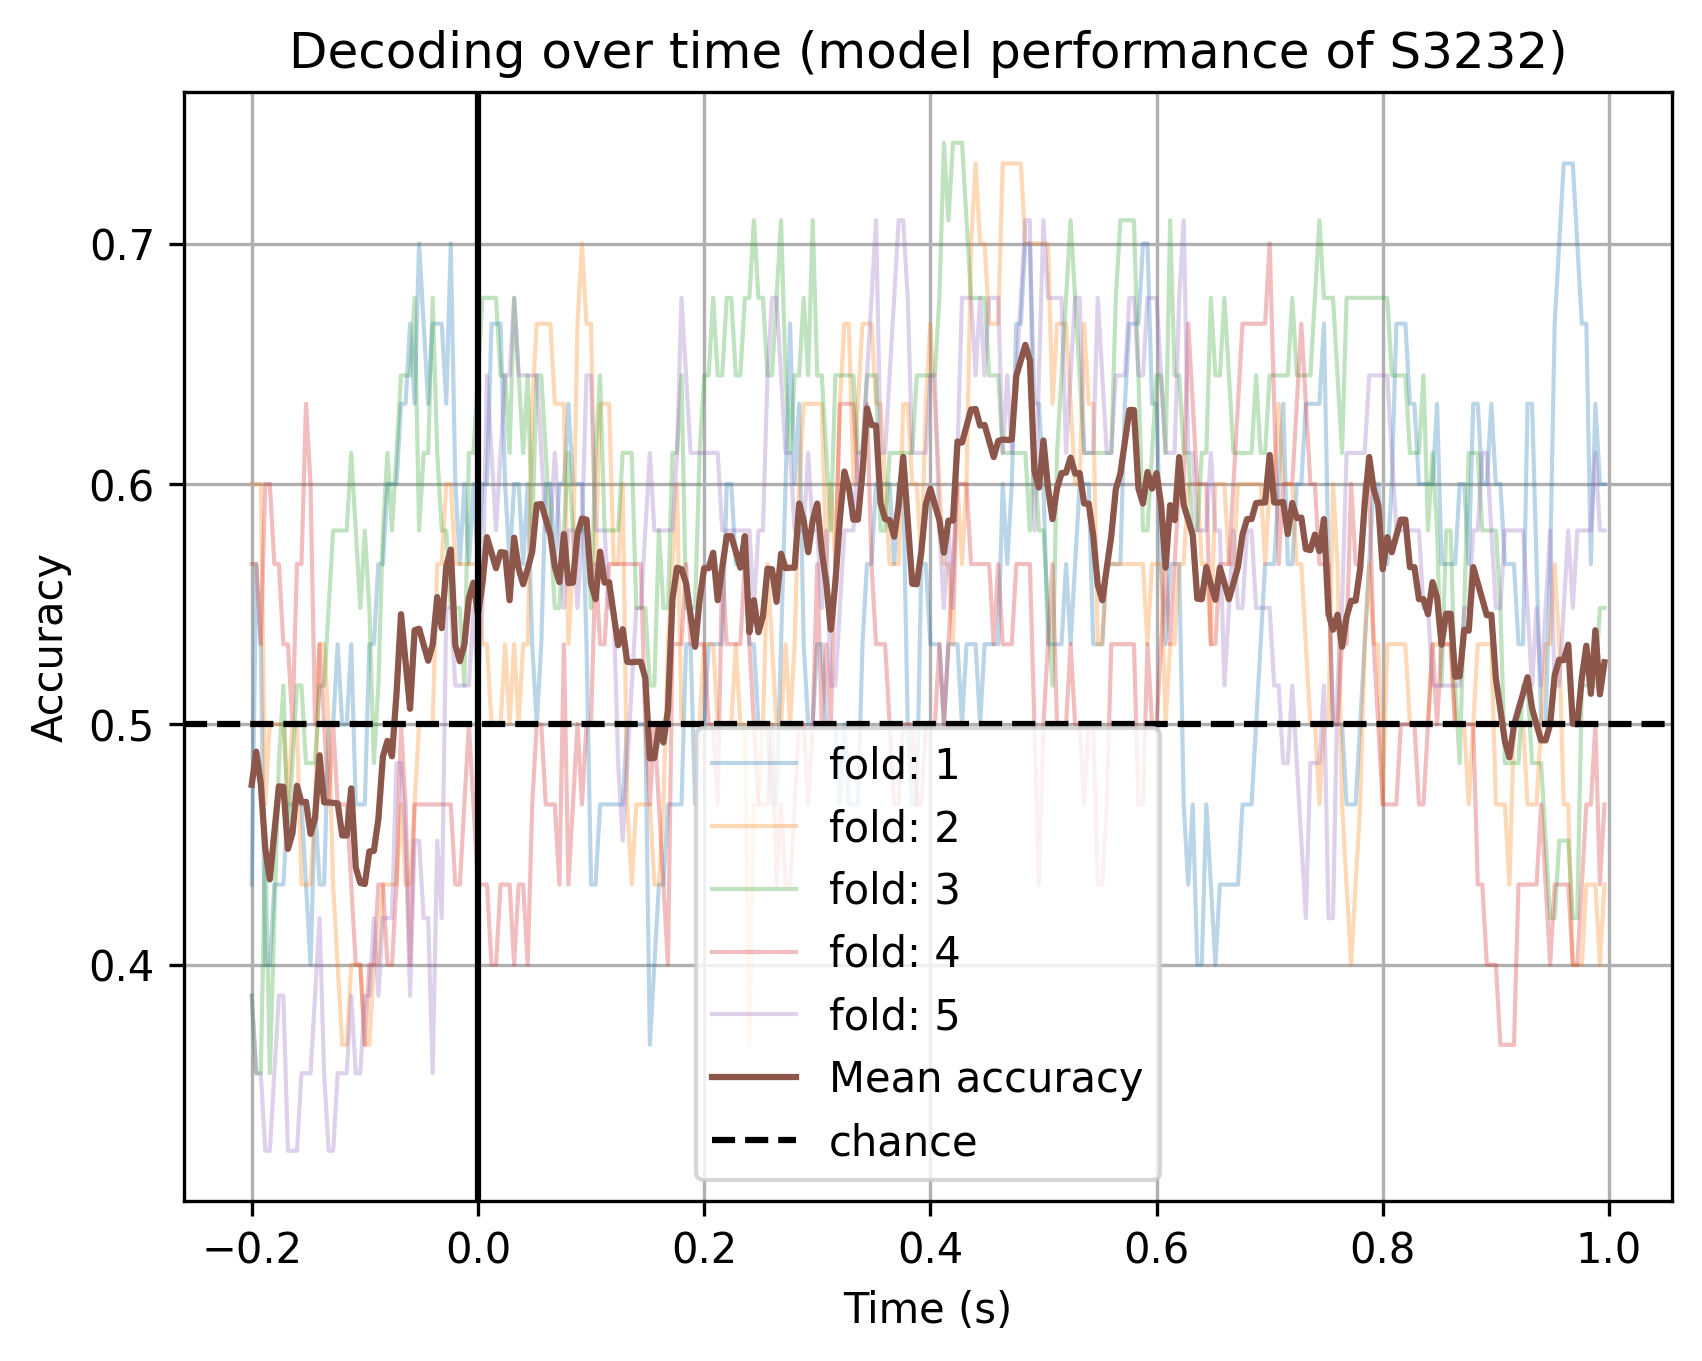 Decoding over time (model performance of S3232)
Accuracy
0.7
0.6
0.5
0.4
fold: 1
fold: 2
fold: 3
fold: 4
fold: 5
Mean accuracy
chance
−0.2 0.0 0.2 0.4 0.6 0.8 1.0
Time (s)